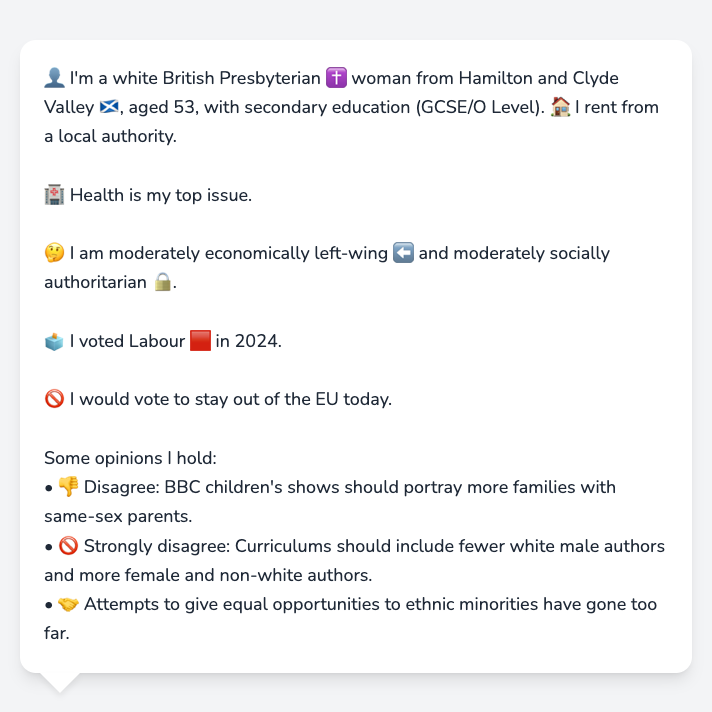 👤 I'm a white British Presbyterian ✝️ woman from Hamilton and Clyde
Valley 🏴󠁧󠁢󠁳󠁣󠁴󠁿, aged 53, with secondary education (GCSE/O Level). 🏠 I rent from
a local authority.
🏥 Health is my top issue.
🤔 I am moderately economically left-wing ⬅️ and moderately socially
authoritarian 🔒.
🗳️ I voted Labour 🟥 in 2024.
🚫 I would vote to stay out of the EU today.
Some opinions I hold:
• 👎 Disagree: BBC children's shows should portray more families with
same-sex parents.
• 🚫 Strongly disagree: Curriculums should include fewer white male authors
and more female and non-white authors.
• 🤝 Attempts to give equal opportunities to ethnic minorities have gone too
far.